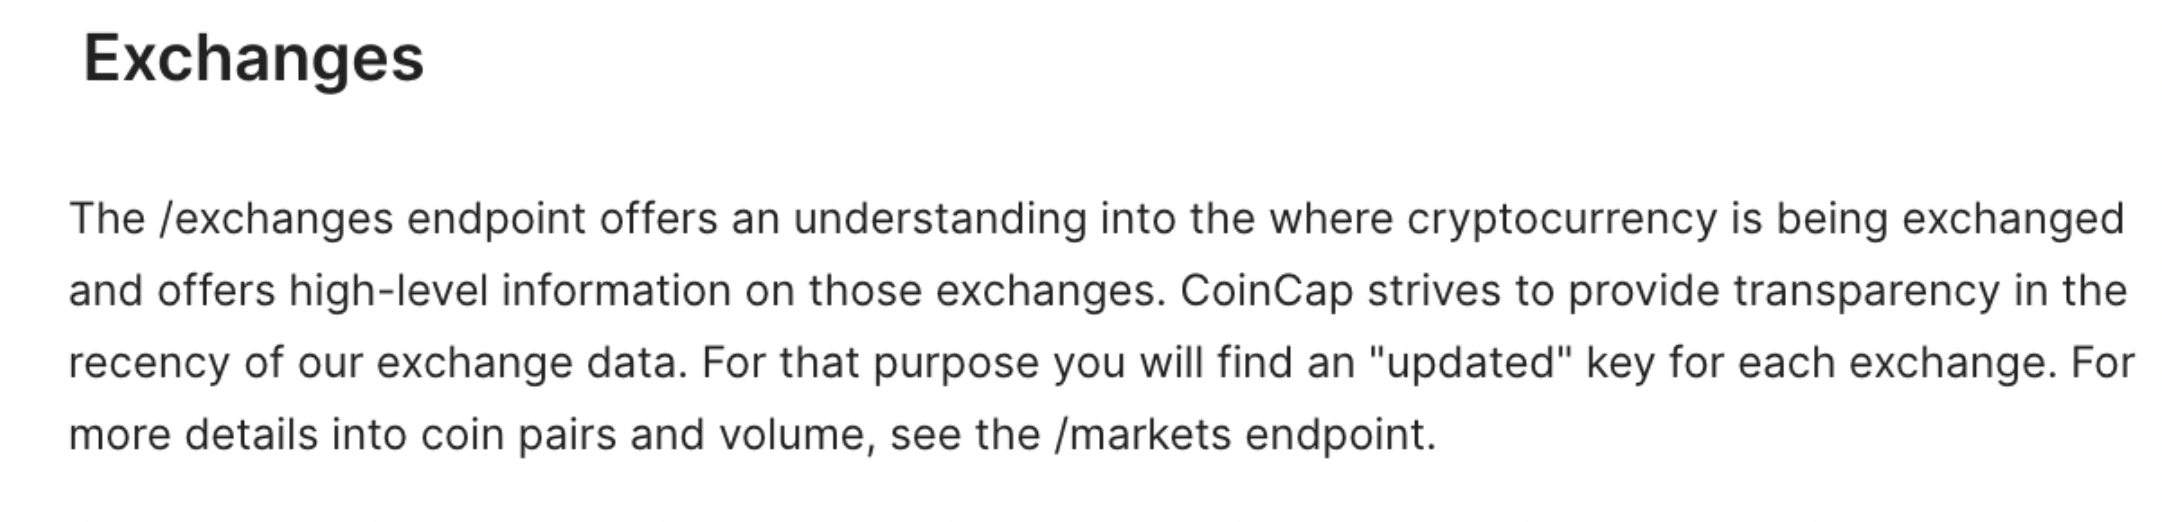 Exchanges
The /exchanges endpoint offers an understanding into the where cryptocurrency is being exchanged
and offers high-level information on those exchanges. CoinCap strives to provide transparency in the
recency of our exchange data. For that purpose you will find an "updated" key for each exchange. For
more details into coin pairs and volume, see the /markets endpoint.